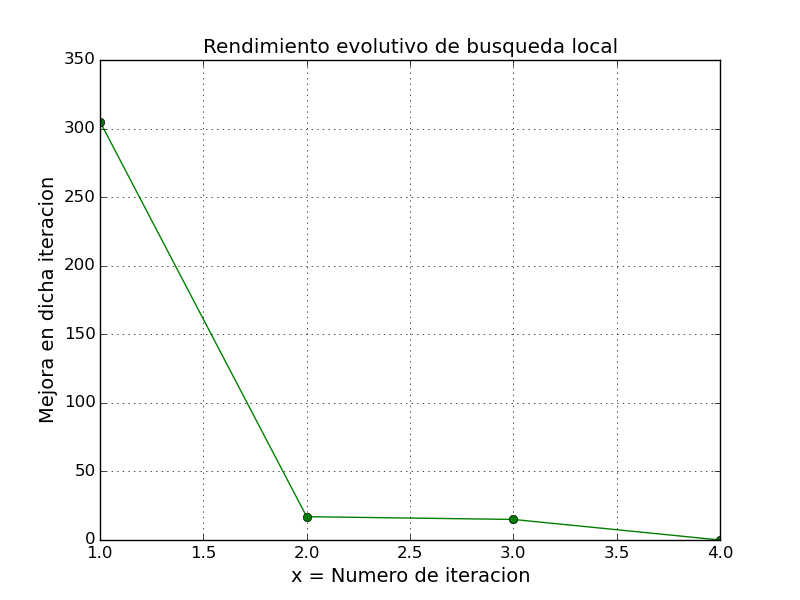 Rendimiento evolutivo de busqueda local
Mejora en dicha iteracion
350
300
250
200
150
100
50
0
1.0 1.5 2.0 2.5 3.0 3.5 4.0
x = Numero de iteracion